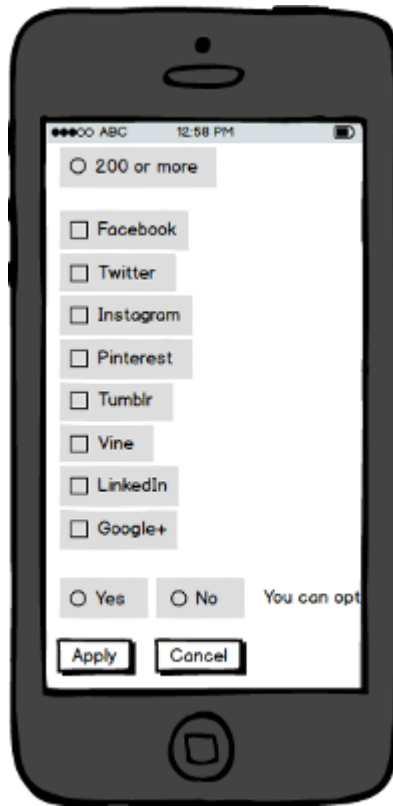 ABC 12:58 PM
200 or more
Facebook
Twitter
Instagram
Pinterest
Tumblr
Vine
LinkedIn
Google+
Yes No You can opt
Apply Cancel